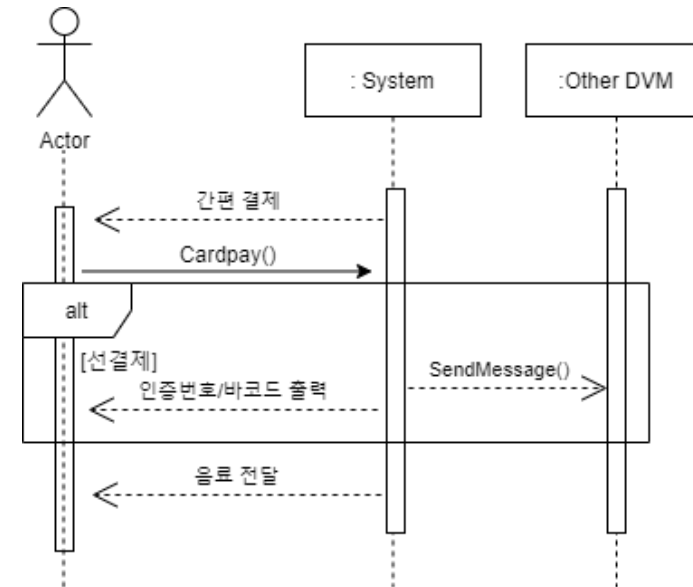 : System
:Other DVM
Actor
간편 결제
Cardpay()
alt
[선결제]
SendMessage()
인증번호/바코드 출력
음료 전달